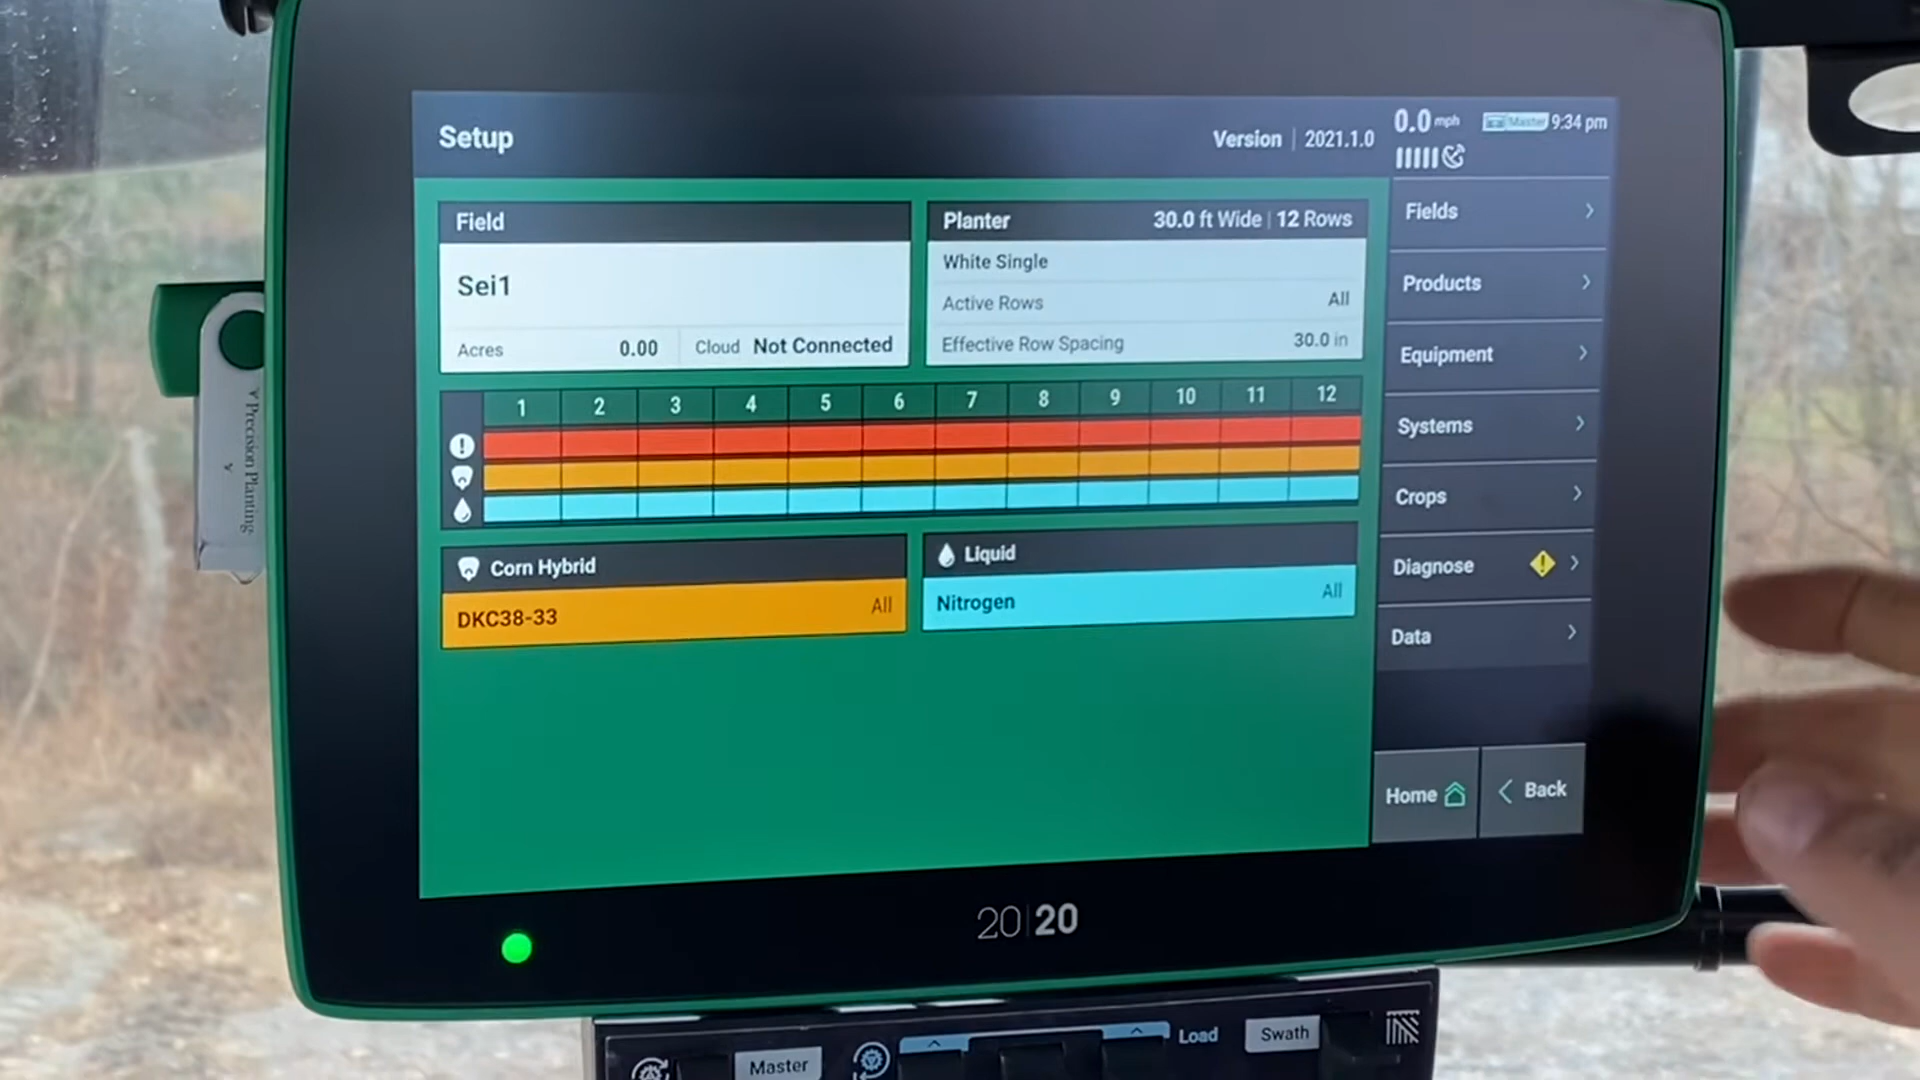 Setup
Version | 2021.1.0
0.0 mph
Master
9:34 pm
Field
Sei1
Acres 0.00
Cloud Not Connected
Planter 30.0 ft Wide | 12 Rows
White Single
Active Rows All
Effective Row Spacing 30.0 in
1 2 3 4 5 6 7 8 9 10 11 12
Corn Hybrid
DKC38-33 All
Liquid
Nitrogen All
Fields
Products
Equipment
Systems
Crops
Diagnose
Data
Home
Back
20|20
Precision Planting
Master
Load
Swath